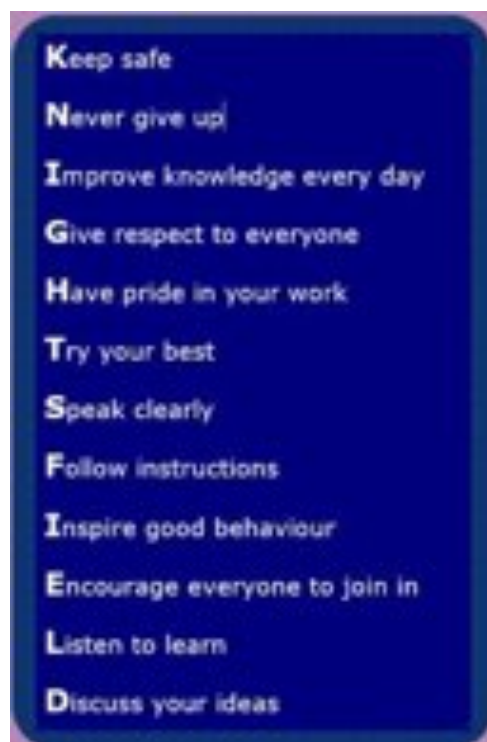 Keep safe
Never give up
Improve knowledge every day
Give respect to everyone
Have pride in your work
Try your best
Speak clearly
Follow instructions
Inspire good behaviour
Encourage everyone to join in
Listen to learn
Discuss your ideas